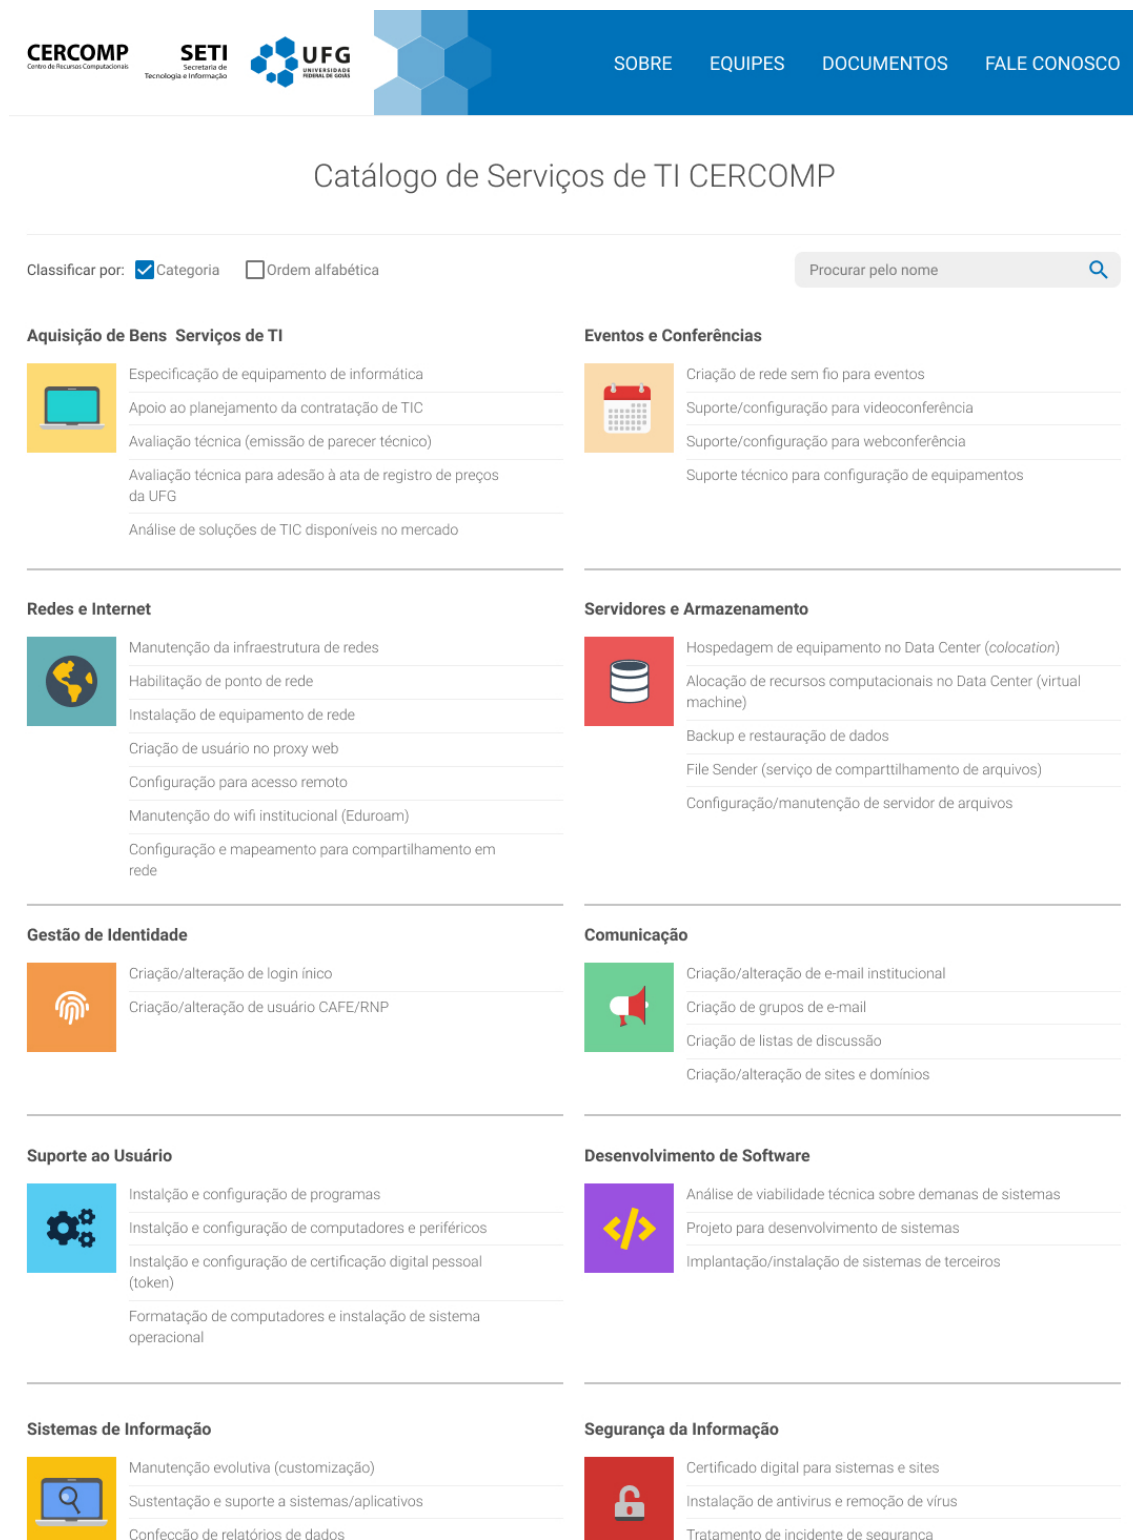 CERCOMP
Centro de Recursos Computacionais
SETI
Secretaria de
Tecnologia e Informação
UFG
UNIVERSIDADE
FEDERAL DE GOIÁS
SOBRE
EQUIPES
DOCUMENTOS
FALE CONOSCO
Catálogo de Serviços de TI CERCOMP
Classificar por:
Categoria
Ordem alfabética
Procurar pelo nome
Aquisição de Bens  Serviços de TI
Especificação de equipamento de informática
Apoio ao planejamento da contratação de TIC
Avaliação técnica (emissão de parecer técnico)
Avaliação técnica para adesão à ata de registro de preços
da UFG
Análise de soluções de TIC disponíveis no mercado
Eventos e Conferências
Criação de rede sem fio para eventos
Suporte/configuração para videoconferência
Suporte/configuração para webconferência
Suporte técnico para configuração de equipamentos
Redes e Internet
Manutenção da infraestrutura de redes
Habilitação de ponto de rede
Instalação de equipamento de rede
Criação de usuário no proxy web
Configuração para acesso remoto
Manutenção do wifi institucional (Eduroam)
Configuração e mapeamento para compartilhamento em
rede
Servidores e Armazenamento
Hospedagem de equipamento no Data Center (colocation)
Alocação de recursos computacionais no Data Center (virtual
machine)
Backup e restauração de dados
File Sender (serviço de comparttilhamento de arquivos)
Configuração/manutenção de servidor de arquivos
Gestão de Identidade
Criação/alteração de login ínico
Criação/alteração de usuário CAFE/RNP
Comunicação
Criação/alteração de e-mail institucional
Criação de grupos de e-mail
Criação de listas de discussão
Criação/alteração de sites e domínios
Suporte ao Usuário
Instalção e configuração de programas
Instalção e configuração de computadores e periféricos
Instalção e configuração de certificação digital pessoal
(token)
Formatação de computadores e instalação de sistema
operacional
Desenvolvimento de Software
Análise de viabilidade técnica sobre demanas de sistemas
Projeto para desenvolvimento de sistemas
Implantação/instalação de sistemas de terceiros
Sistemas de Informação
Manutenção evolutiva (customização)
Sustentação e suporte a sistemas/aplicativos
Confecção de relatórios de dados
Segurança da Informação
Certificado digital para sistemas e sites
Instalação de antivirus e remoção de vírus
Tratamento de incidente de segurança